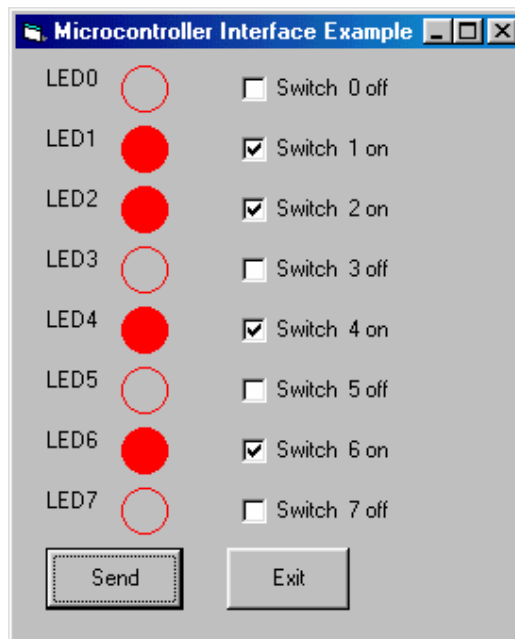 Microcontroller Interface Example
LED0 Switch 0 off
LED1 Switch 1 on
LED2 Switch 2 on
LED3 Switch 3 off
LED4 Switch 4 on
LED5 Switch 5 off
LED6 Switch 6 on
LED7 Switch 7 off
Send Exit